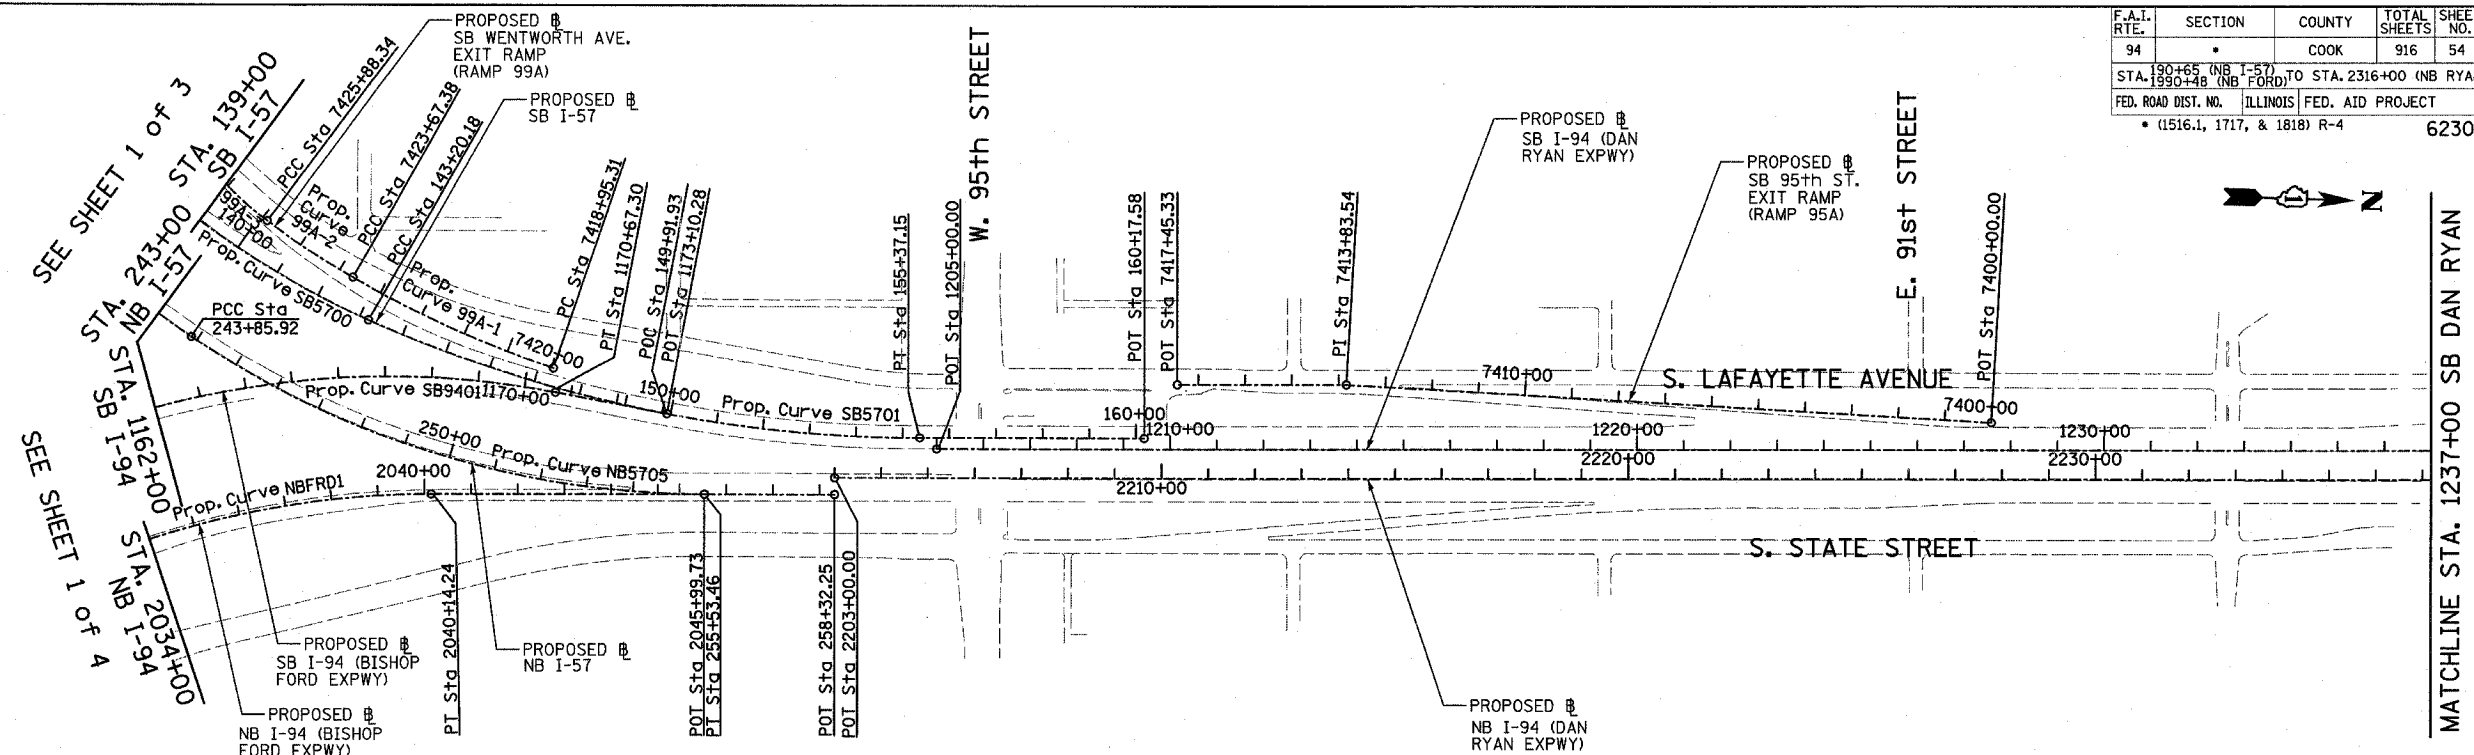 F.A.I. RTE.
SECTION
COUNTY
TOTAL SHEETS
SHEE
NO.
94
*
COOK
916
54
STA. 190+65 (NB I-57)
1990+48 (NB FORD)
TO STA. 2316+00 (NB RYA
FED. ROAD DIST. NO.
ILLINOIS
FED. AID PROJECT
* (1516.1, 1717, & 1818) R-4
6230
PROPOSED BL
SB WENTWORTH AVE.
EXIT RAMP
(RAMP 99A)
PROPOSED BL
SB I-57
SEE SHEET 1 of 3
STA. 139+00
SB I-57
STA. 243+00
NB I-57
STA. 1162+00
SB I-94
STA. 2034+00
NB I-94
SEE SHEET 1 of 4
PCC Sta 7425+88.34
PCC Sta 7423+67.38
PCC Sta 143+20.18
PC Sta 7418+95.31
PT Sta 1170+67.30
POC Sta 149+91.93
POT Sta 1173+10.28
PT Sta 155+37.15
POT Sta 1205+00.00
W. 95th STREET
POT Sta 160+17.58
POT Sta 7417+45.33
PI Sta 7413+83.54
PROPOSED BL
SB I-94 (DAN
RYAN EXPWY)
PROPOSED BL
SB 95th ST.
EXIT RAMP
(RAMP 95A)
E. 91st STREET
POT Sta 7400+00.00
N
99A-3
140+00
Prop.
Curve
99A-2
Prop.
Curve 99A-1
7420+00
Prop. Curve SB5700
PCC Sta
243+85.92
Prop. Curve SB9401
1170+00
150+00
Prop. Curve SB5701
160+00
1210+00
7410+00
S. LAFAYETTE AVENUE
7400+00
1220+00
1230+00
250+00
Prop. Curve NB5705
2040+00
Prop. Curve NBFRD1
2210+00
2220+00
2230+00
S. STATE STREET
PT Sta 2040+14.24
POT Sta 2045+99.73
PT Sta 255+53.46
POT Sta 258+32.25
POT Sta 2203+00.00
PROPOSED BL
SB I-94 (BISHOP
FORD EXPWY)
PROPOSED BL
NB I-57
PROPOSED BL
NB I-94 (BISHOP
FORD EXPWY)
PROPOSED BL
NB I-94 (DAN
RYAN EXPWY)
MATCHLINE STA. 1237+00 SB DAN RYAN